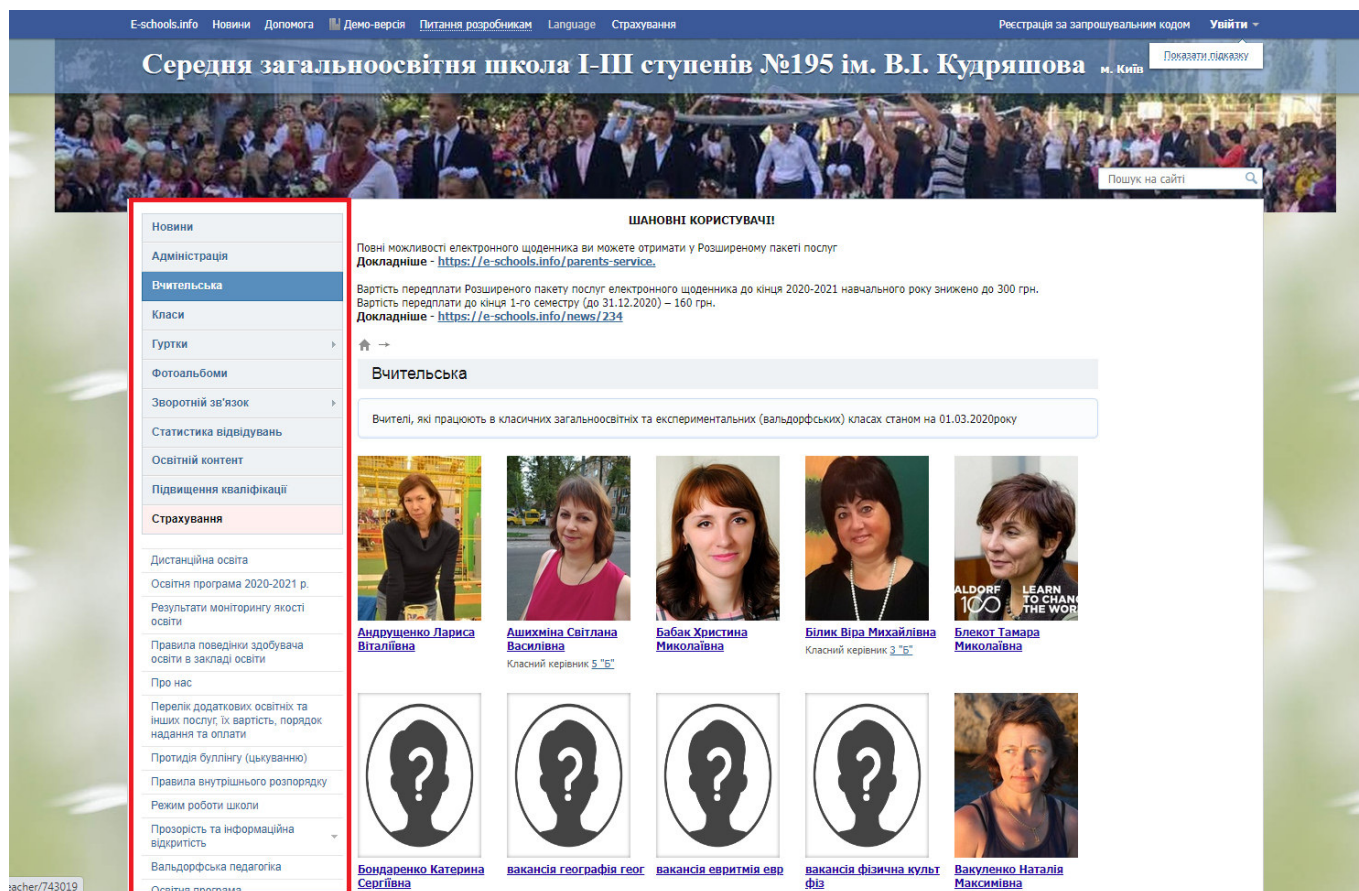 E-schools.info Новини Допомога Демо-версія Питання розробникам Language Страхування Реєстрація за запрошувальним кодом Увійти
Показати підказку
Середня загальноосвітня школа І-ІІІ ступенів №195 ім. В.І. Кудряшова м. Київ
Пошук на сайті
Новини
Адміністрація
Вчительська
Класи
Гуртки
Фотоальбоми
Зворотній зв'язок
Статистика відвідувань
Освітній контент
Підвищення кваліфікації
Страхування
Дистанційна освіта
Освітня програма 2020-2021 р.
Результати моніторингу якості
освіти
Правила поведінки здобувача
освіти в закладі освіти
Про нас
Перелік додаткових освітніх та
інших послуг, їх вартість, порядок
надання та оплати
Протидія буллінгу (цькуванню)
Правила внутрішнього розпорядку
Режим роботи школи
Прозорість та інформаційна
відкритість
Вальдорфська педагогіка
Освітня програма
ШАНОВНІ КОРИСТУВАЧІ!
Повні можливості електронного щоденника ви можете отримати у Розширеному пакеті послуг
Докладніше - https://e-schools.info/parents-service.
Вартість передплати Розширеного пакету послуг електронного щоденника до кінця 2020-2021 навчального року знижено до 300 грн.
Вартість передплати до кінця 1-го семестру (до 31.12.2020) – 160 грн.
Докладніше - https://e-schools.info/news/234
→
Вчительська
Вчителі, які працюють в класичних загальноосвітніх та експериментальних (вальдорфських) класах станом на 01.03.2020року
ALDORF
100
LEARN
TO CHAN
THE WOR
Андрущенко Лариса
Віталіївна
Ашихміна Світлана
Василівна
Класний керівник 5 "Б"
Бабак Христина
Миколаївна
Білик Віра Михайлівна
Класний керівник 3 "Б"
Блекот Тамара
Миколаївна
Бондаренко Катерина
Сергіївна
вакансія географія геог
вакансія евритмія евр
вакансія фізична культ
фіз
Вакуленко Наталія
Максимівна
eacher/743019